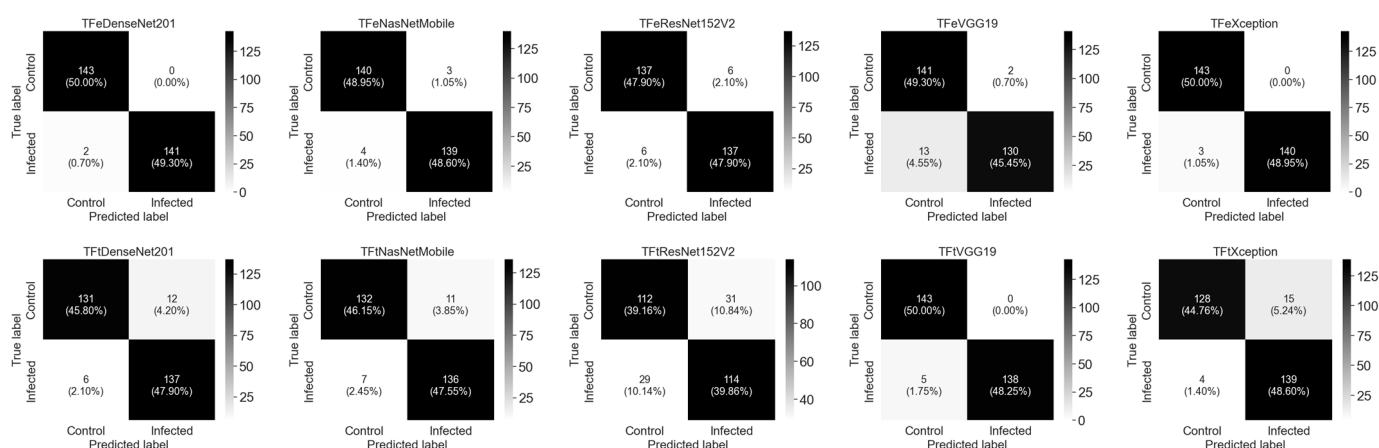 TFeDenseNet201
True label
Control
Infected
143
(50.00%)
0
(0.00%)
2
(0.70%)
141
(49.30%)
Control
Infected
Predicted label
125
100
75
50
25
0
TFeNasNetMobile
True label
Control
Infected
140
(48.95%)
3
(1.05%)
4
(1.40%)
139
(48.60%)
Control
Infected
Predicted label
125
100
75
50
25
TFeResNet152V2
True label
Control
Infected
137
(47.90%)
6
(2.10%)
6
(2.10%)
137
(47.90%)
Control
Infected
Predicted label
125
100
75
50
25
TFeVGG19
True label
Control
Infected
141
(49.30%)
2
(0.70%)
13
(4.55%)
130
(45.45%)
Control
Infected
Predicted label
125
100
75
50
25
TFeXception
True label
Control
Infected
143
(50.00%)
0
(0.00%)
3
(1.05%)
140
(48.95%)
Control
Infected
Predicted label
125
100
75
50
25
0
TFtDenseNet201
True label
Control
Infected
131
(45.80%)
12
(4.20%)
6
(2.10%)
137
(47.90%)
Control
Infected
Predicted label
125
100
75
50
25
TFtNasNetMobile
True label
Control
Infected
132
(46.15%)
11
(3.85%)
7
(2.45%)
136
(47.55%)
Control
Infected
Predicted label
125
100
75
50
25
TFtResNet152V2
True label
Control
Infected
112
(39.16%)
31
(10.84%)
29
(10.14%)
114
(39.86%)
Control
Infected
Predicted label
100
80
60
40
TFtVGG19
True label
Control
Infected
143
(50.00%)
0
(0.00%)
5
(1.75%)
138
(48.25%)
Control
Infected
Predicted label
125
100
75
50
25
0
TFtXception
True label
Control
Infected
128
(44.76%)
15
(5.24%)
4
(1.40%)
139
(48.60%)
Control
Infected
Predicted label
125
100
75
50
25